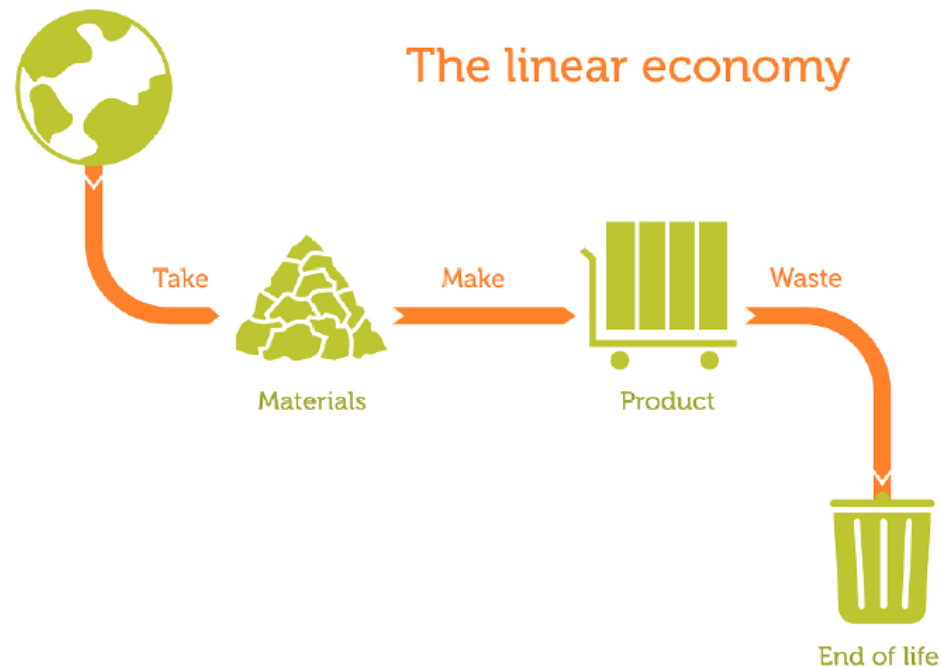 The linear economy
Take
Make
Waste
Materials
Product
End of life